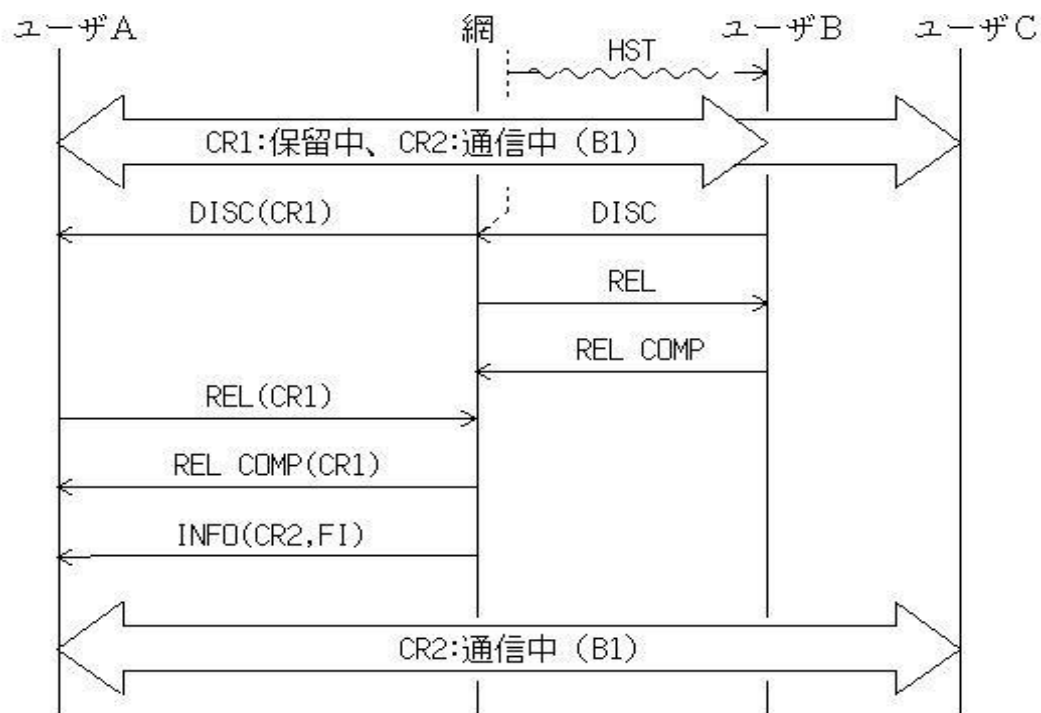 ユーザA
網
ユーザB
ユーザC
HST
CR1:保留中、CR2:通信中 (B1)
DISC(CR1)
DISC
REL
REL COMP
REL(CR1)
REL COMP(CR1)
INFO(CR2,FI)
CR2:通信中 (B1)